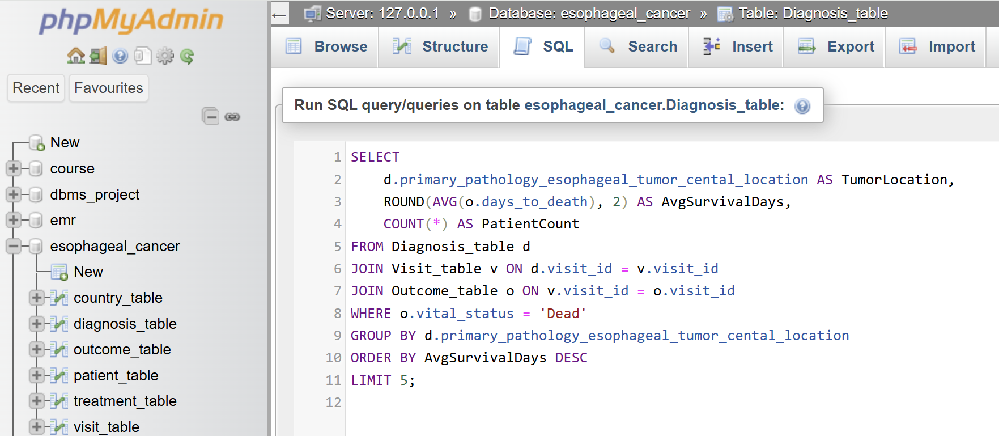 phpMyAdmin
Recent
Favourites
New
course
dbms_project
emr
esophageal_cancer
New
country_table
diagnosis_table
outcome_table
patient_table
treatment_table
visit_table
← Server: 127.0.0.1 » Database: esophageal_cancer » Table: Diagnosis_table
Browse Structure SQL Search Insert Export Import
Run SQL query/queries on table esophageal_cancer.Diagnosis_table:
1 SELECT
2 d.primary_pathology_esophageal_tumor_cental_location AS TumorLocation,
3 ROUND(AVG(o.days_to_death), 2) AS AvgSurvivalDays,
4 COUNT(*) AS PatientCount
5 FROM Diagnosis_table d
6 JOIN Visit_table v ON d.visit_id = v.visit_id
7 JOIN Outcome_table o ON v.visit_id = o.visit_id
8 WHERE o.vital_status = 'Dead'
9 GROUP BY d.primary_pathology_esophageal_tumor_cental_location
10 ORDER BY AvgSurvivalDays DESC
11 LIMIT 5;
12